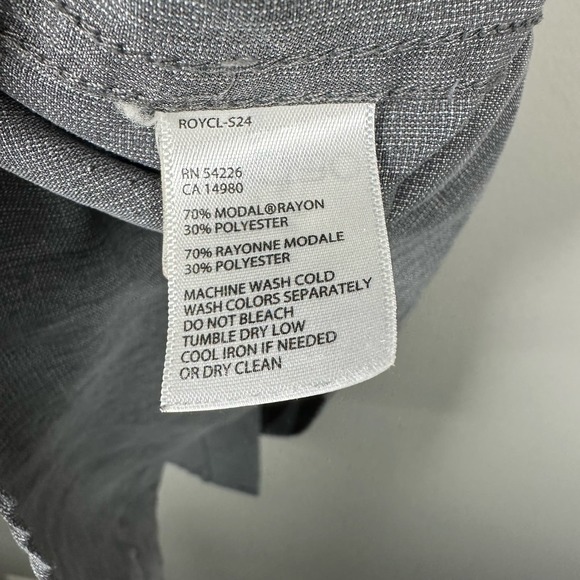 ROYCL-S24
RN 54226
CA 14980
70% MODAL®RAYON
30% POLYESTER
70% RAYONNE MODALE
30% POLYESTER
MACHINE WASH COLD
WASH COLORS SEPARATELY
DO NOT BLEACH
TUMBLE DRY LOW
COOL IRON IF NEEDED
OR DRY CLEAN